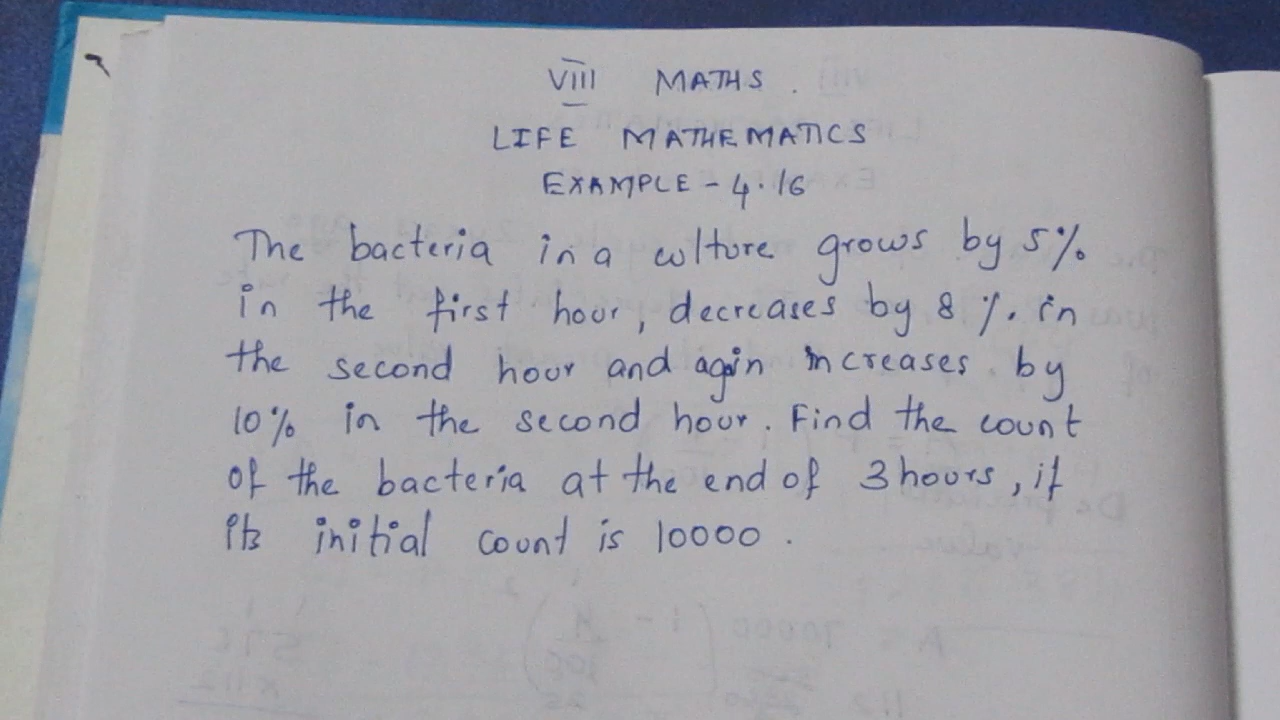 VIII MATHS.
LIFE MATHEMATICS
EXAMPLE - 4.16
The bacteria in a culture grows by 5%
in the first hour, decreases by 8 %. in
the second hour and again increases by
10% in the second hour. Find the count
of the bacteria at the end of 3 hours, if
its initial count is 10000.